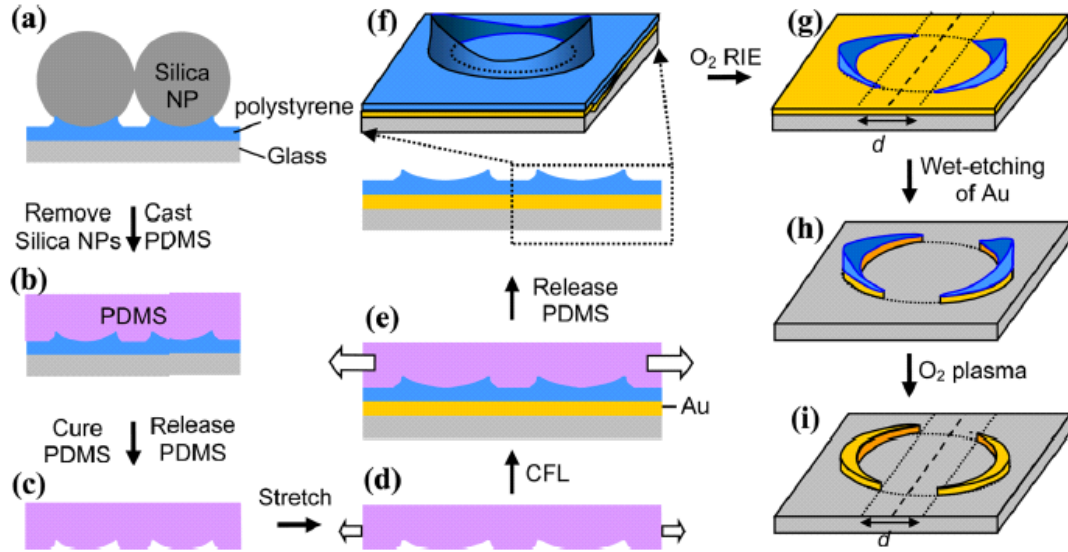 (a)
Silica
NP
polystyrene
Glass
Remove
Silica NPs
Cast
PDMS
(b)
PDMS
Cure
PDMS
Release
PDMS
(c)
Stretch
(d)
CFL
(e)
Au
Release
PDMS
(f)
O₂ RIE
(g)
d
Wet-etching
of Au
(h)
O₂ plasma
(i)
d